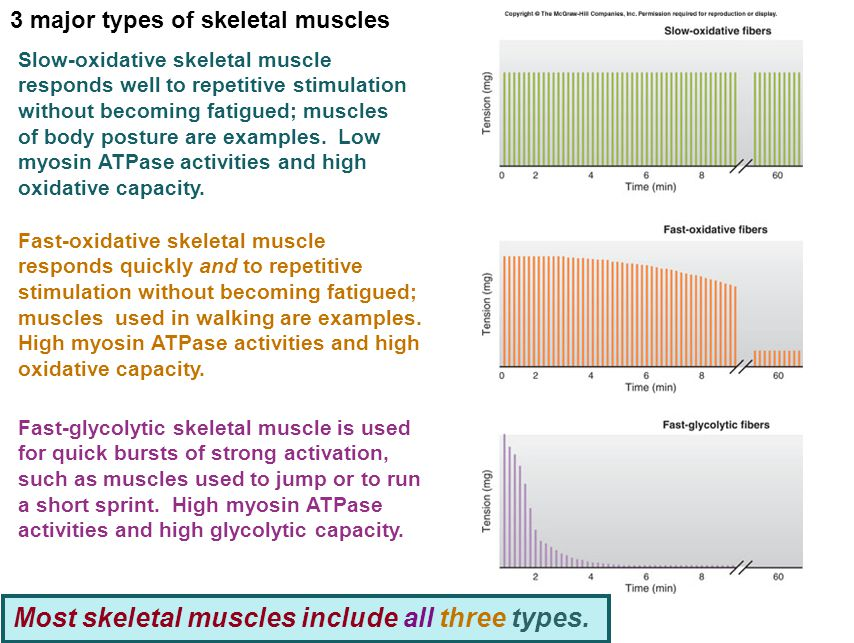 3 major types of skeletal muscles
Slow-oxidative skeletal muscle
responds well to repetitive stimulation
without becoming fatigued; muscles
of body posture are examples. Low
myosin ATPase activities and high
oxidative capacity.
Fast-oxidative skeletal muscle
responds quickly and to repetitive
stimulation without becoming fatigued;
muscles used in walking are examples.
High myosin ATPase activities and high
oxidative capacity.
Fast-glycolytic skeletal muscle is used
for quick bursts of strong activation,
such as muscles used to jump or to run
a short sprint. High myosin ATPase
activities and high glycolytic capacity.
Most skeletal muscles include all three types.
Copyright © The McGraw-Hill Companies, Inc. Permission required for reproduction or display.
Slow-oxidative fibers
Tension (mg)
0 2 4 6 8 60
Time (min)
Fast-oxidative fibers
Tension (mg)
0 2 4 6 8 60
Time (min)
Fast-glycolytic fibers
Tension (mg)
2 4 6 8 60
Time (min)